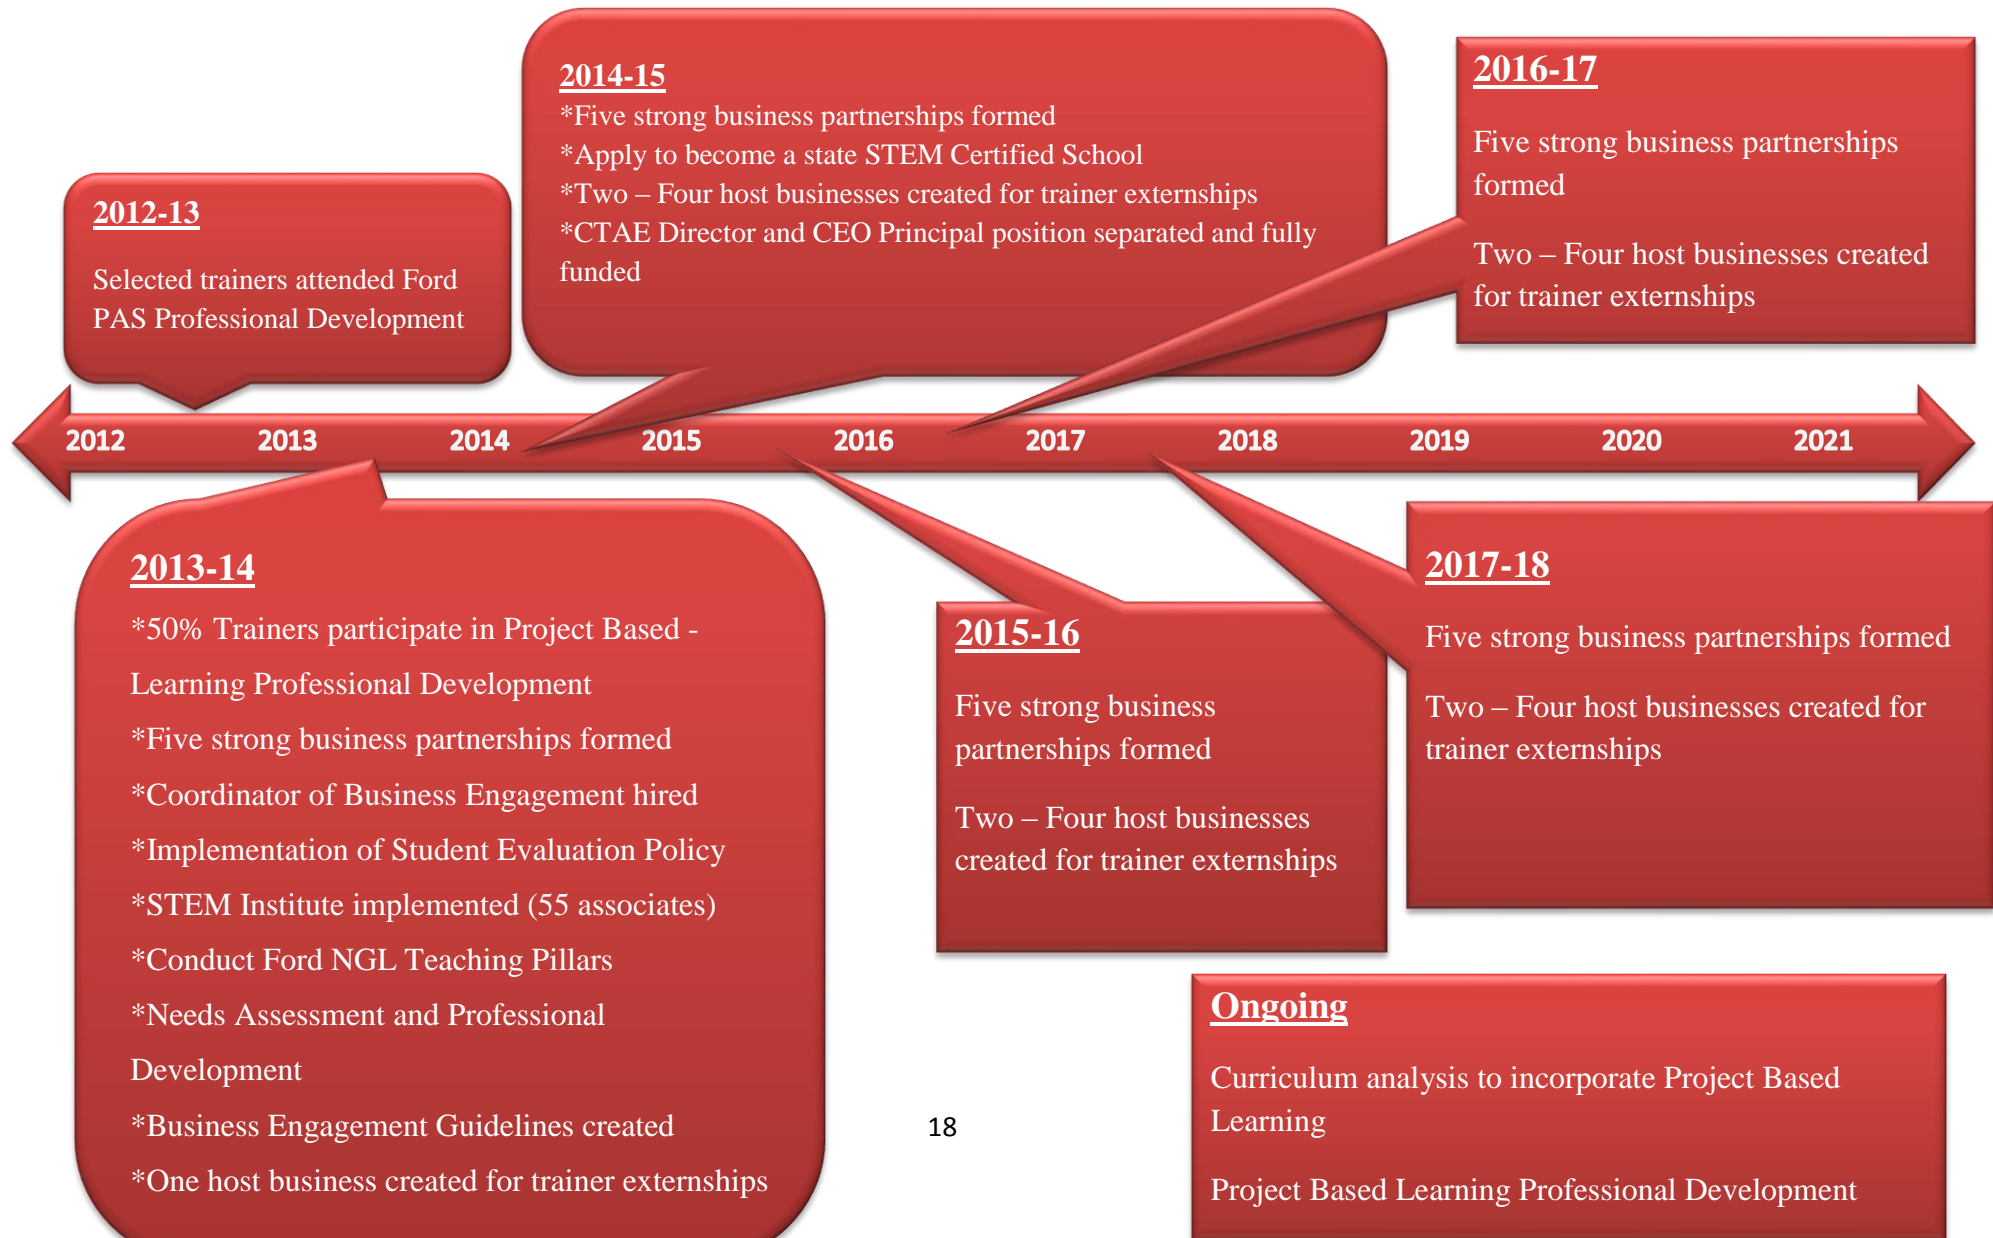 2012-13
Selected trainers attended Ford
PAS Professional Development
2014-15
*Five strong business partnerships formed
*Apply to become a state STEM Certified School
*Two – Four host businesses created for trainer externships
*CTAE Director and CEO Principal position separated and fully
funded
2016-17
Five strong business partnerships
formed
Two – Four host businesses created
for trainer externships
2012 2013 2014 2015 2016 2017 2018 2019 2020 2021
2013-14
*50% Trainers participate in Project Based -
Learning Professional Development
*Five strong business partnerships formed
*Coordinator of Business Engagement hired
*Implementation of Student Evaluation Policy
*STEM Institute implemented (55 associates)
*Conduct Ford NGL Teaching Pillars
*Needs Assessment and Professional
Development
*Business Engagement Guidelines created
*One host business created for trainer externships
2015-16
Five strong business
partnerships formed
Two – Four host businesses
created for trainer externships
2017-18
Five strong business partnerships formed
Two – Four host businesses created for
trainer externships
Ongoing
Curriculum analysis to incorporate Project Based
Learning
Project Based Learning Professional Development
18